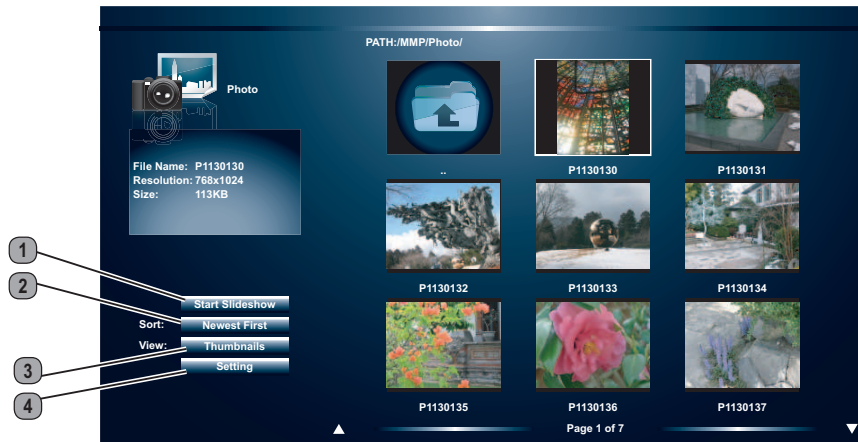 PATH:/MMP/Photo/
Photo
File Name: P1130130
Resolution: 768x1024
Size: 113KB
.. P1130130 P1130131
P1130132 P1130133 P1130134
P1130135 P1130136 P1130137
1
2
3
4
Start Slideshow
Sort: Newest First
View: Thumbnails
Setting
Page 1 of 7